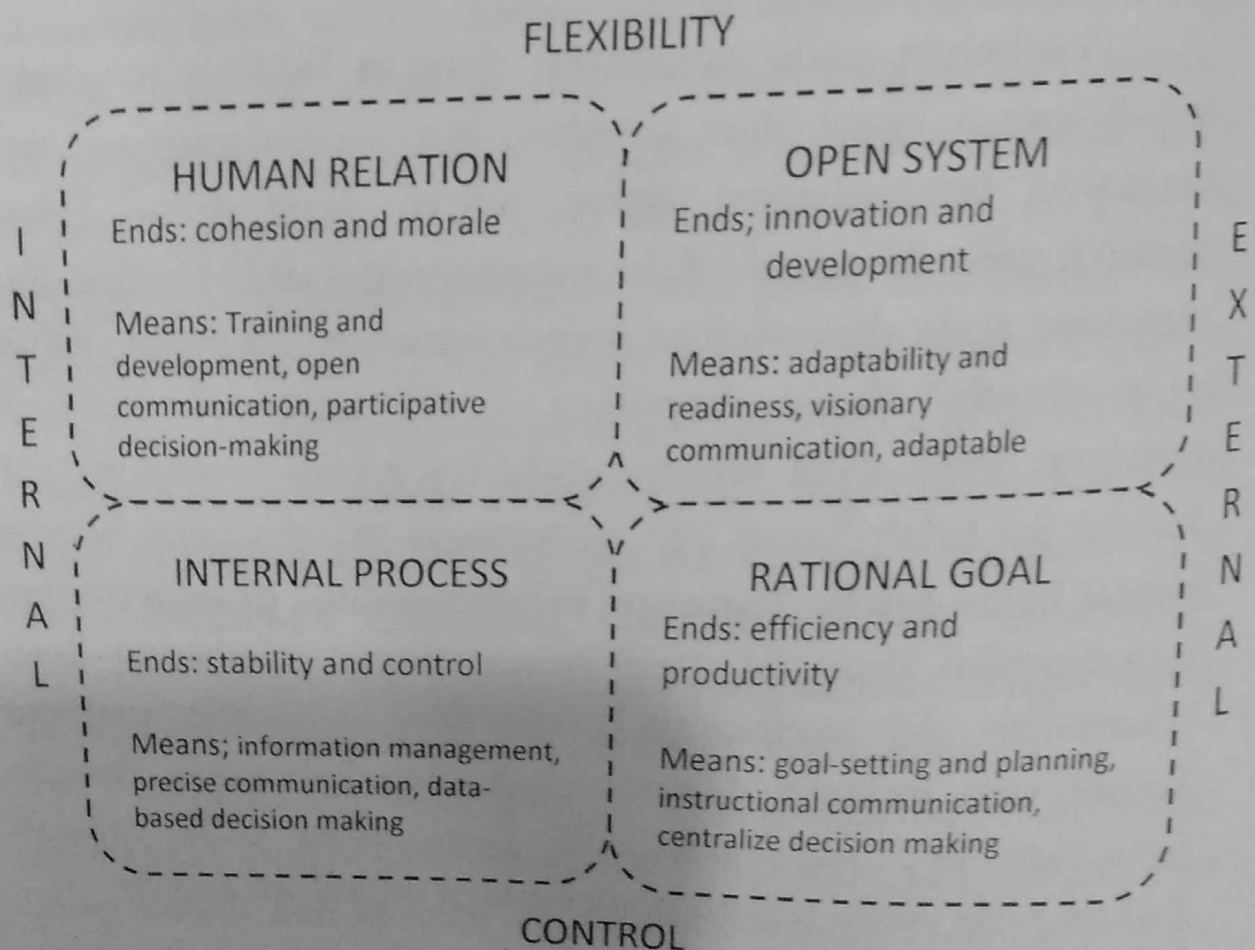 FLEXIBILITY
HUMAN RELATION
Ends: cohesion and morale
Means: Training and
development, open
communication, participative
decision-making
OPEN SYSTEM
Ends; innovation and
development
Means: adaptability and
readiness, visionary
communication, adaptable
INTERNAL
EXTERNAL
INTERNAL PROCESS
Ends: stability and control
Means; information management,
precise communication, data-
based decision making
RATIONAL GOAL
Ends: efficiency and
productivity
Means: goal-setting and planning,
instructional communication,
centralize decision making
CONTROL